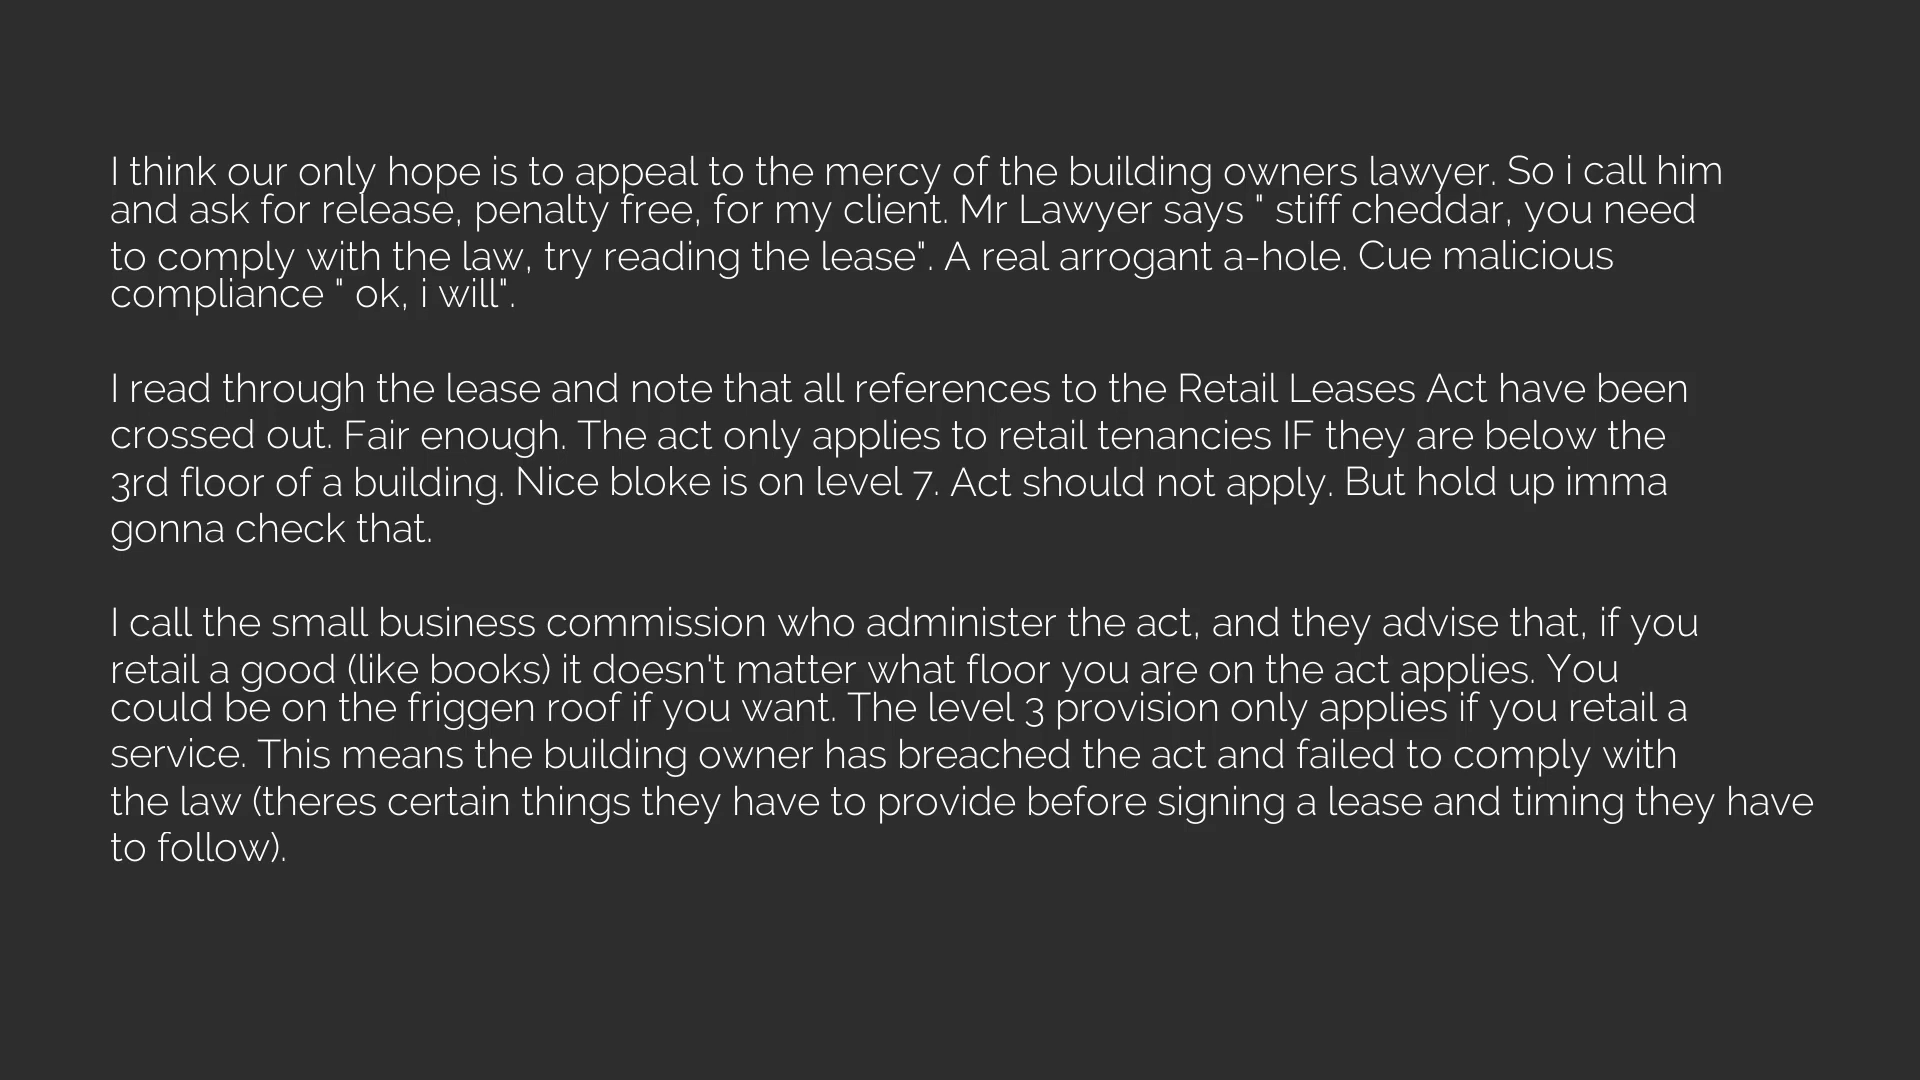 I think our only hope is to appeal to the mercy of the building owners lawyer. So i call him
and ask for release, penalty free, for my client. Mr Lawyer says " stiff cheddar, you need
to comply with the law, try reading the lease". A real arrogant a-hole. Cue malicious
compliance " ok, i will".
I read through the lease and note that all references to the Retail Leases Act have been
crossed out. Fair enough. The act only applies to retail tenancies IF they are below the
3rd floor of a building. Nice bloke is on level 7. Act should not apply. But hold up imma
gonna check that.
I call the small business commission who administer the act, and they advise that, if you
retail a good (like books) it doesn't matter what floor you are on the act applies. You
could be on the friggen roof if you want. The level 3 provision only applies if you retail a
service. This means the building owner has breached the act and failed to comply with
the law (theres certain things they have to provide before signing a lease and timing they have
to follow).